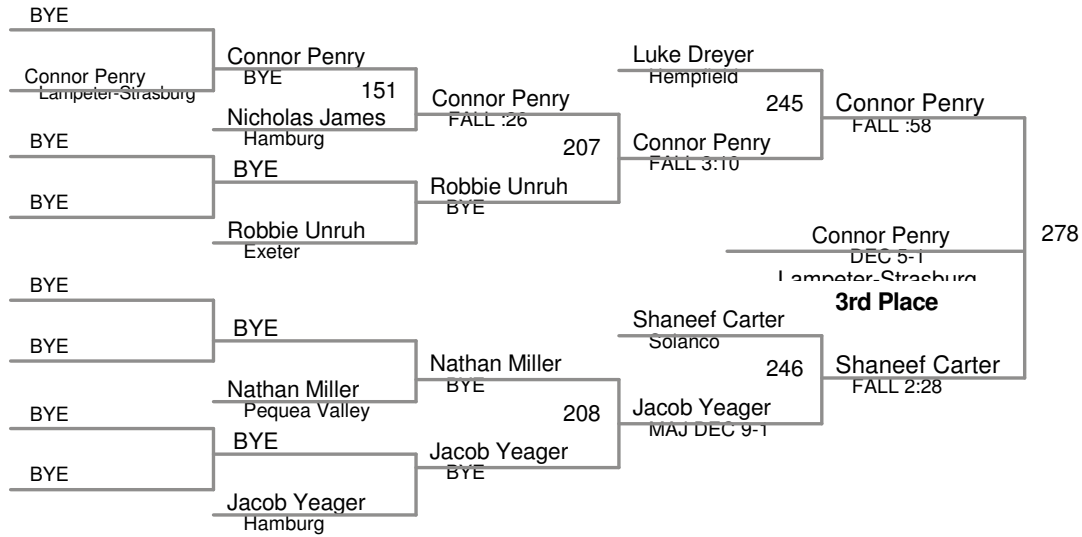 BYE
Connor Penry
Lampeter-Strasburg
BYE
BYE
BYE
BYE
BYE
BYE
Connor Penry
BYE
151
Nicholas James
Hamburg
BYE
Robbie Unruh
Exeter
BYE
Nathan Miller
Pequea Valley
BYE
Jacob Yeager
Hamburg
Connor Penry
FALL :26
207
Robbie Unruh
BYE
Nathan Miller
BYE
208
Jacob Yeager
BYE
Luke Dreyer
Hempfield
245
Connor Penry
FALL 3:10
Shaneef Carter
Solanco
246
Jacob Yeager
MAJ DEC 9-1
Connor Penry
FALL :58
Shaneef Carter
FALL 2:28
278
Connor Penry
DEC 5-1
Lampeter-Strasburg
3rd Place